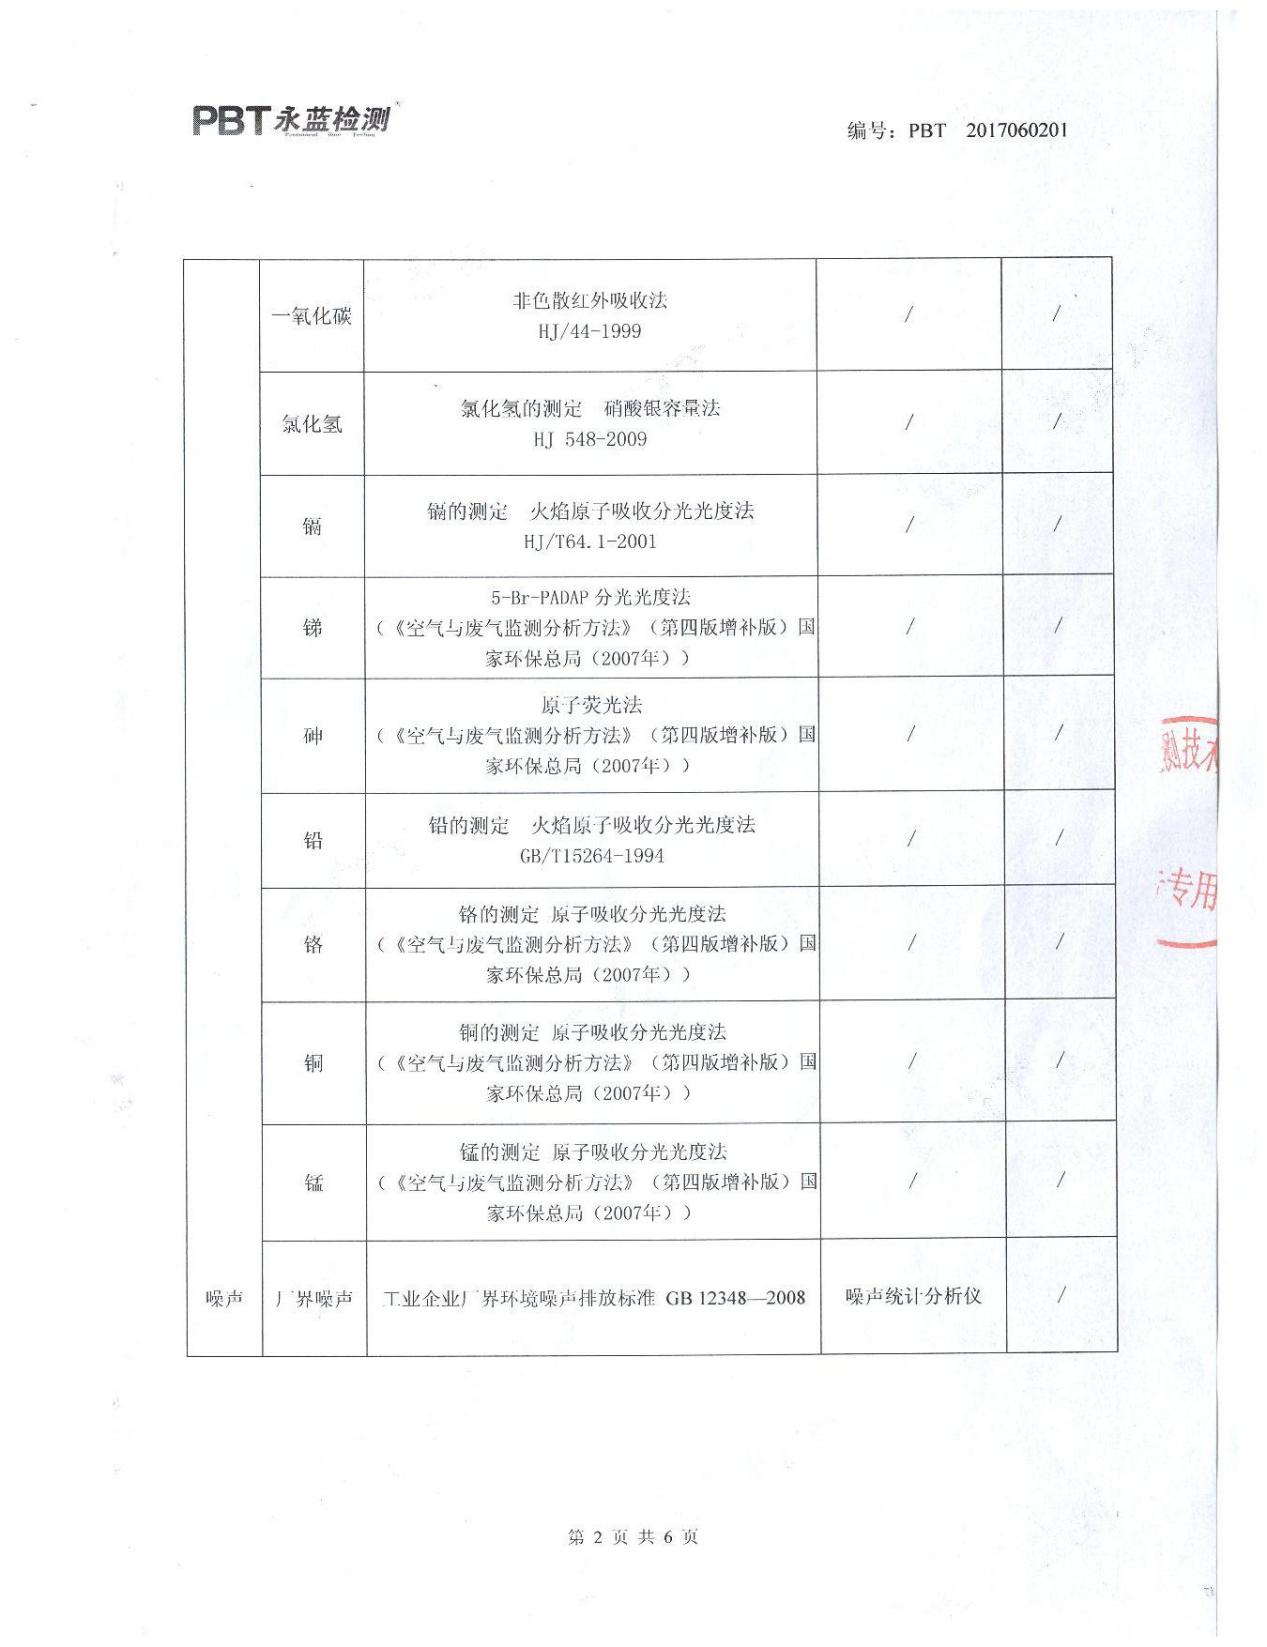 PBT永蓝检测
编号：PBT 2017060201
一氧化碳
非色散红外吸收法
HJ/44-1999
/
/
氯化氢
氯化氢的测定 硝酸银容量法
HJ 548-2009
/
/
镉
镉的测定 火焰原子吸收分光光度法
HJ/T64.1-2001
/
/
锑
5-Br-PADAP 分光光度法
（《空气与废气监测分析方法》（第四版增补版）国
家环保总局（2007年））
/
/
砷
原子荧光法
（《空气与废气监测分析方法》（第四版增补版）国
家环保总局（2007年））
/
/
铅
铅的测定 火焰原子吸收分光光度法
GB/T15264-1994
/
/
铬
铬的测定 原子吸收分光光度法
（《空气与废气监测分析方法》（第四版增补版）国
家环保总局（2007年））
/
/
铜
铜的测定 原子吸收分光光度法
（《空气与废气监测分析方法》（第四版增补版）国
家环保总局（2007年））
/
/
锰
锰的测定 原子吸收分光光度法
（《空气与废气监测分析方法》（第四版增补版）国
家环保总局（2007年））
/
/
噪声
厂界噪声
工业企业厂界环境噪声排放标准 GB 12348—2008
噪声统计分析仪
/
测技术
专用
第 2 页 共 6 页